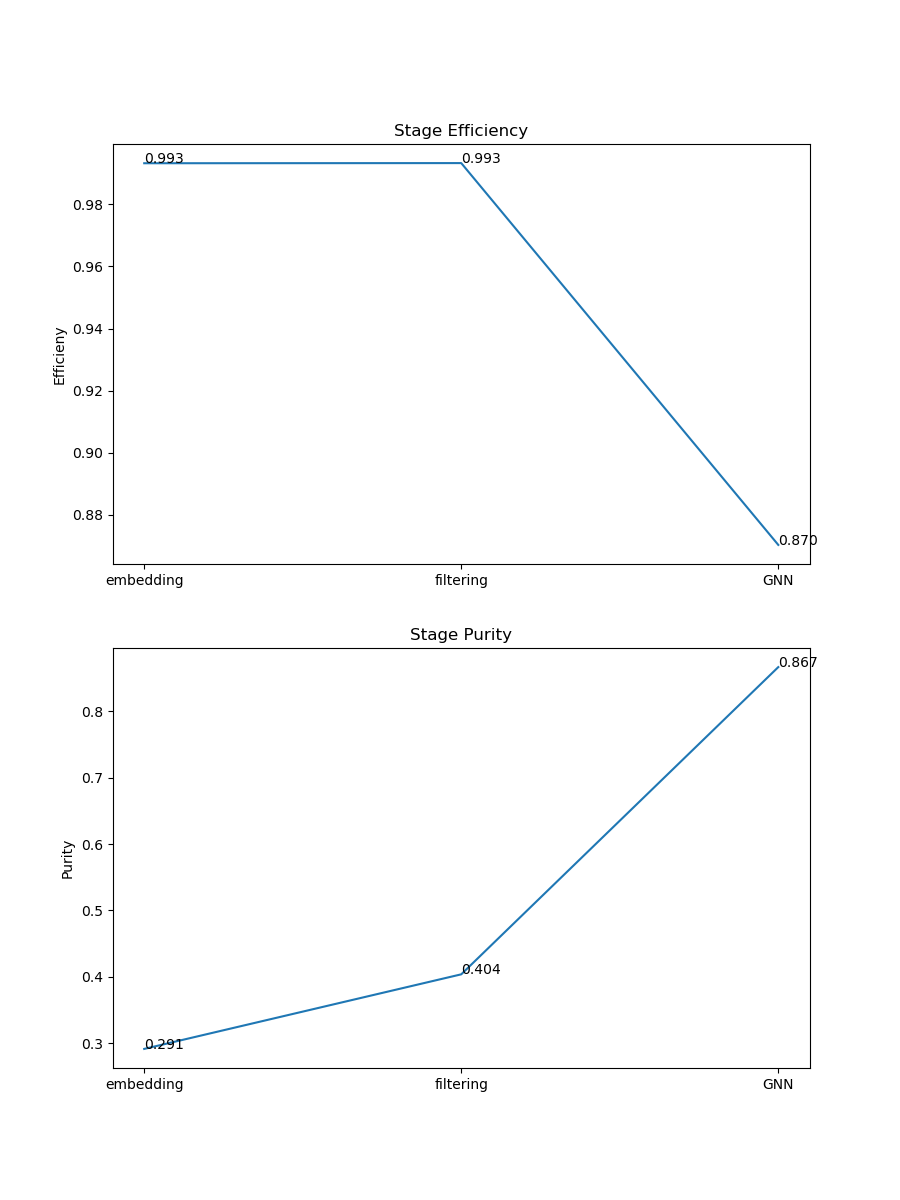 Stage Efficiency
0.993
0.993
0.98
0.96
0.94
0.92
0.90
0.88
Efficieny
0.870
embedding
filtering
GNN
Stage Purity
0.867
0.8
0.7
0.6
0.5
0.4
0.3
Purity
0.404
0.291
embedding
filtering
GNN